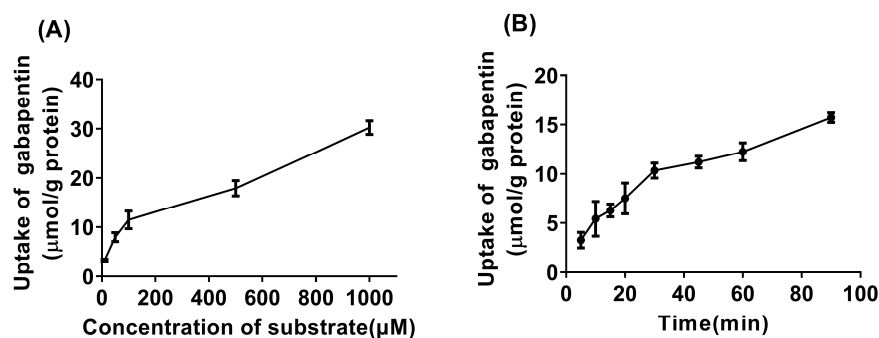 (A)
Uptake of gabapentin
(μmol/g protein)
40
30
20
10
0
0 200 400 600 800 1000
Concentration of substrate(μM)
(B)
Uptake of gabapentin
(μmol/g protein)
20
15
10
5
0
0 20 40 60 80 100
Time(min)